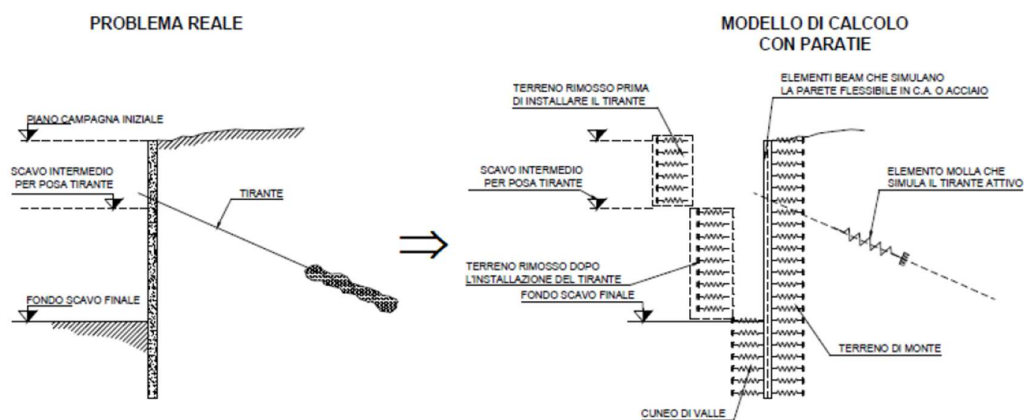 PROBLEMA REALE
PIANO CAMPAGNA INIZIALE
SCAVO INTERMEDIO
PER POSA TIRANTE
TIRANTE
FONDO SCAVO FINALE
MODELLO DI CALCOLO
CON PARATIE
TERRENO RIMOSSO PRIMA
DI INSTALLARE IL TIRANTE
ELEMENTI BEAM CHE SIMULANO
LA PARETE FLESSIBILE IN C.A. O ACCIAIO
SCAVO INTERMEDIO
PER POSA TIRANTE
ELEMENTO MOLLA CHE
SIMULA IL TIRANTE ATTIVO
TERRENO RIMOSSO DOPO
L'INSTALLAZIONE DEL TIRANTE
FONDO SCAVO FINALE
TERRENO DI MONTE
CUNEO DI VALLE